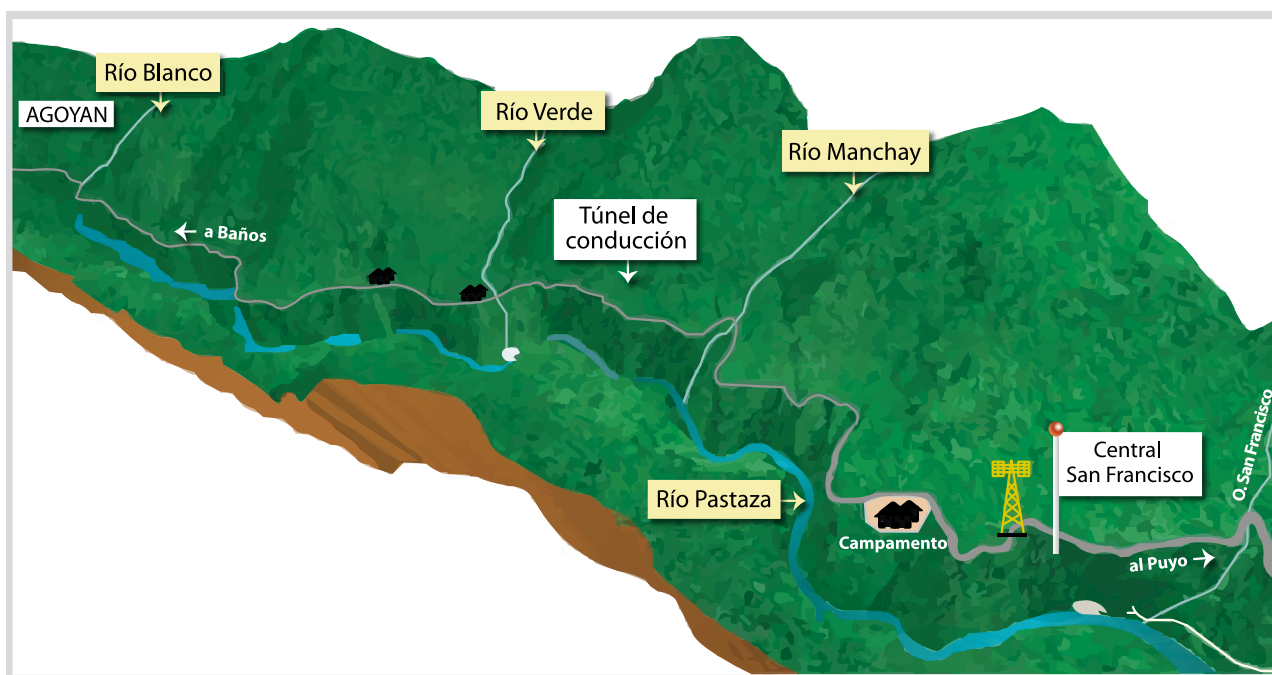 Río Blanco
AGOYAN
Río Verde
Río Manchay
Túnel de
conducción
← a Baños
Río Pastaza
Campamento
Central
San Francisco
O. San Francisco
al Puyo →